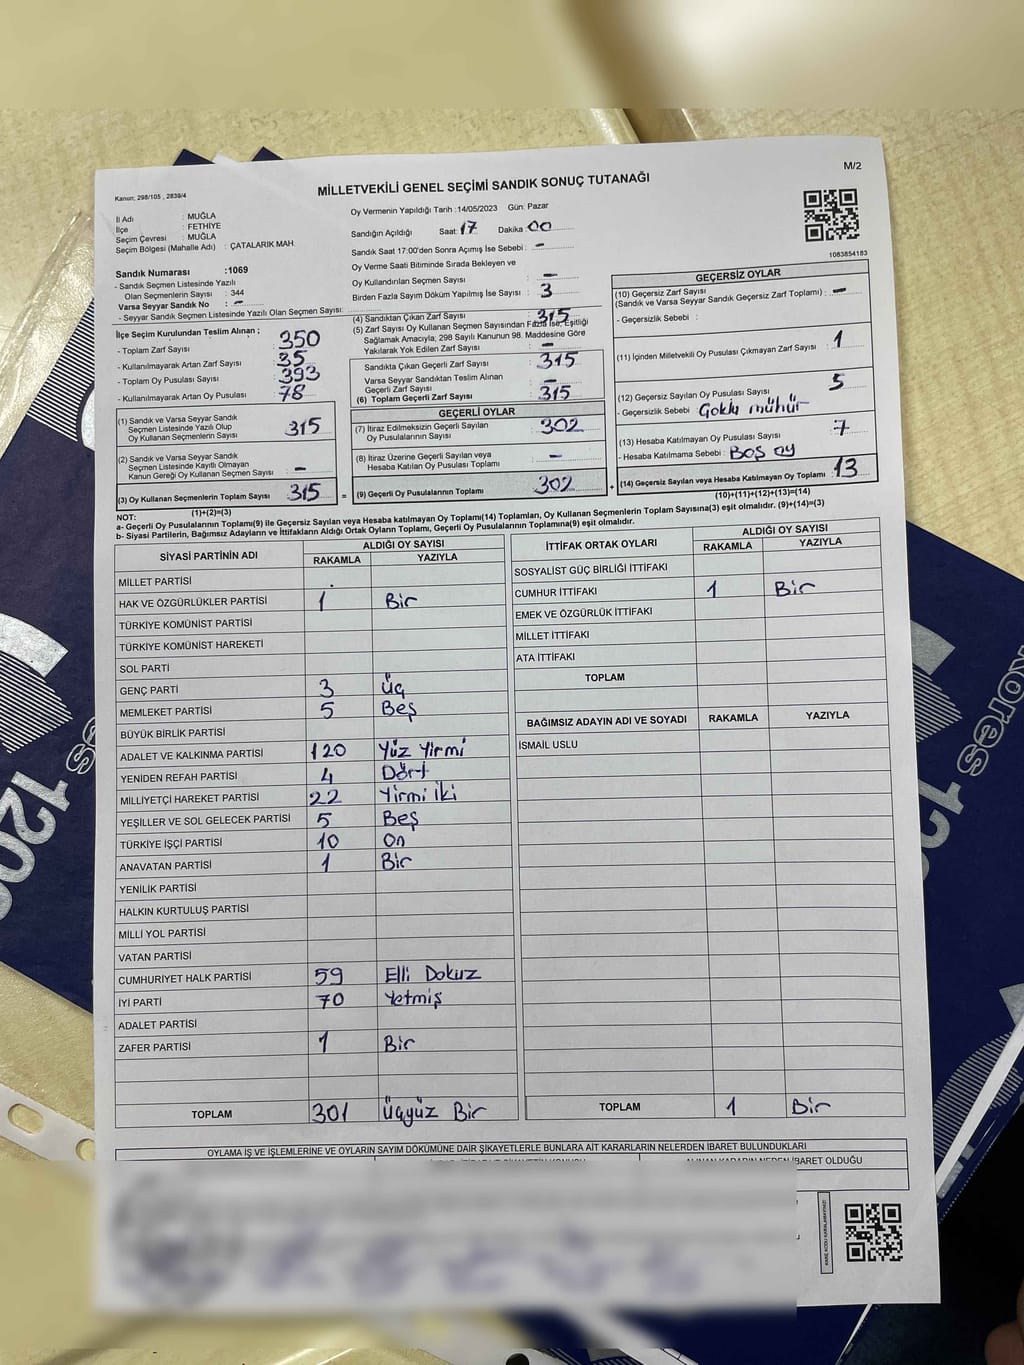 M/2
Kanun: 298/105 , 2839/4
MİLLETVEKİLİ GENEL SEÇİMİ SANDIK SONUÇ TUTANAĞI
İl Adı : MUĞLA
İlçe : FETHİYE
Seçim Çevresi : MUĞLA
Seçim Bölgesi (Mahalle Adı) : ÇATALARIK MAH.
Sandık Numarası :1069
- Sandık Seçmen Listesinde Yazılı
Olan Seçmenlerin Sayısı : 344
Varsa Seyyar Sandık No : -
- Seyyar Sandık Seçmen Listesinde Yazılı Olan Seçmen Sayısı:
Oy Vermenin Yapıldığı Tarih :14/05/2023 Gün: Pazar
Sandığın Açıldığı Saat: 17 Dakika 00
Sandık Saat 17:00'den Sonra Açımış İse Sebebi : -
Oy Verme Saati Bitiminde Sırada Bekleyen ve
Oy Kullandırılan Seçmen Sayısı : -
Birden Fazla Sayım Döküm Yapılmış İse Sayısı : 3
1083854183
İlçe Seçim Kurulundan Teslim Alınan ;
- Toplam Zarf Sayısı : 350
- Kullanılmayarak Artan Zarf Sayısı : 35
- Toplam Oy Pusulası Sayısı : 393
- Kullanılmayarak Artan Oy Pusulası : 78
(4) Sandıktan Çıkan Zarf Sayısı : 315
(5) Zarf Sayısı Oy Kullanan Seçmen Sayısından Fazla İse, Eşitliği
Sağlamak Amacıyla; 298 Sayılı Kanunun 98. Maddesine Göre
Yakılarak Yok Edilen Zarf Sayısı : -
Sandıkta Çıkan Geçerli Zarf Sayısı : 315
Varsa Seyyar Sandıktan Teslim Alınan
Geçerli Zarf Sayısı : -
(6) Toplam Geçerli Zarf Sayısı : 315
GEÇERSİZ OYLAR
(10) Geçersiz Zarf Sayısı
(Sandık ve Varsa Seyyar Sandık Geçersiz Zarf Toplamı) : -
- Geçersizlik Sebebi :
(11) İçinden Milletvekili Oy Pusulası Çıkmayan Zarf Sayısı : 1
(12) Geçersiz Sayılan Oy Pusulası Sayısı : 5
- Geçersizlik Sebebi : Çoklu mühür
(13) Hesaba Katılmayan Oy Pusulası Sayısı : 7
- Hesaba Katılmama Sebebi : Boş oy
(14) Geçersiz Sayılan veya Hesaba Katılmayan Oy Toplamı : 13
(10)+(11)+(12)+(13)=(14)
(1) Sandık ve Varsa Seyyar Sandık
Seçmen Listesinde Yazılı Olup
Oy Kullanan Seçmenlerin Sayısı : 315
(2) Sandık ve Varsa Seyyar Sandık
Seçmen Listesinde Kayıtlı Olmayan
Kanun Gereği Oy Kullanan Seçmen Sayısı : -
(3) Oy Kullanan Seçmenlerin Toplam Sayısı : 315 =
(1)+(2)=(3)
GEÇERLİ OYLAR
(7) İtiraz Edilmeksizin Geçerli Sayılan
Oy Pusulalarının Sayısı : 302
(8) İtiraz Üzerine Geçerli Sayılan veya
Hesaba Katılan Oy Pusulası Toplamı : -
(9) Geçerli Oy Pusulalarının Toplamı : 302 +
NOT:
a- Geçerli Oy Pusulalarının Toplamı(9) ile Geçersiz Sayılan veya Hesaba katılmayan Oy Toplamı(14) Toplamları, Oy Kullanan Seçmenlerin Toplam Sayısına(3) eşit olmalıdır. (9)+(14)=(3)
b- Siyasi Partilerin, Bağımsız Adayların ve İttifakların Aldığı Ortak Oyların Toplamı, Geçerli Oy Pusulalarının Toplamına(9) eşit olmalıdır.
SİYASİ PARTİNİN ADI ALDIĞI OY SAYISI
RAKAMLA YAZIYLA
MİLLET PARTİSİ
HAK VE ÖZGÜRLÜKLER PARTİSİ 1 Bir
TÜRKİYE KOMÜNİST PARTİSİ
TÜRKİYE KOMÜNİST HAREKETİ
SOL PARTİ
GENÇ PARTİ 3 Üç
MEMLEKET PARTİSİ 5 Beş
BÜYÜK BİRLİK PARTİSİ
ADALET VE KALKINMA PARTİSİ 120 Yüz Yirmi
YENİDEN REFAH PARTİSİ 4 Dört
MİLLİYETÇİ HAREKET PARTİSİ 22 Yirmi iki
YEŞİLLER VE SOL GELECEK PARTİSİ 5 Beş
TÜRKİYE İŞÇİ PARTİSİ 10 On
ANAVATAN PARTİSİ 1 Bir
YENİLİK PARTİSİ
HALKIN KURTULUŞ PARTİSİ
MİLLİ YOL PARTİSİ
VATAN PARTİSİ
CUMHURİYET HALK PARTİSİ 59 Elli Dokuz
İYİ PARTİ 70 Yetmiş
ADALET PARTİSİ
ZAFER PARTİSİ 1 Bir
TOPLAM 301 Üçyüz Bir
İTTİFAK ORTAK OYLARI ALDIĞI OY SAYISI
RAKAMLA YAZIYLA
SOSYALİST GÜÇ BİRLİĞİ İTTİFAKI
CUMHUR İTTİFAKI 1 Bir
EMEK VE ÖZGÜRLÜK İTTİFAKI
MİLLET İTTİFAKI
ATA İTTİFAKI
TOPLAM
BAĞIMSIZ ADAYIN ADI VE SOYADI RAKAMLA YAZIYLA
İSMAİL USLU
TOPLAM 1 Bir
OYLAMA İŞ VE İŞLEMLERİNE VE OYLARIN SAYIM DÖKÜMÜNE DAİR ŞİKAYETLERLE BUNLARA AİT KARARLARIN NELERDEN İBARET BULUNDUKLARI
ALINAN KARARIN NEDEN İBARET OLDUĞU
Kores 120